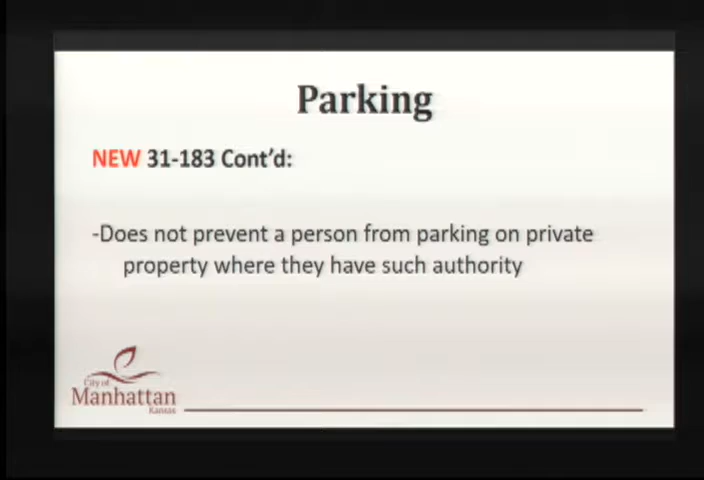 Parking
NEW 31-183 Cont'd:
-Does not prevent a person from parking on private
property where they have such authority
City of
Manhattan
Kansas